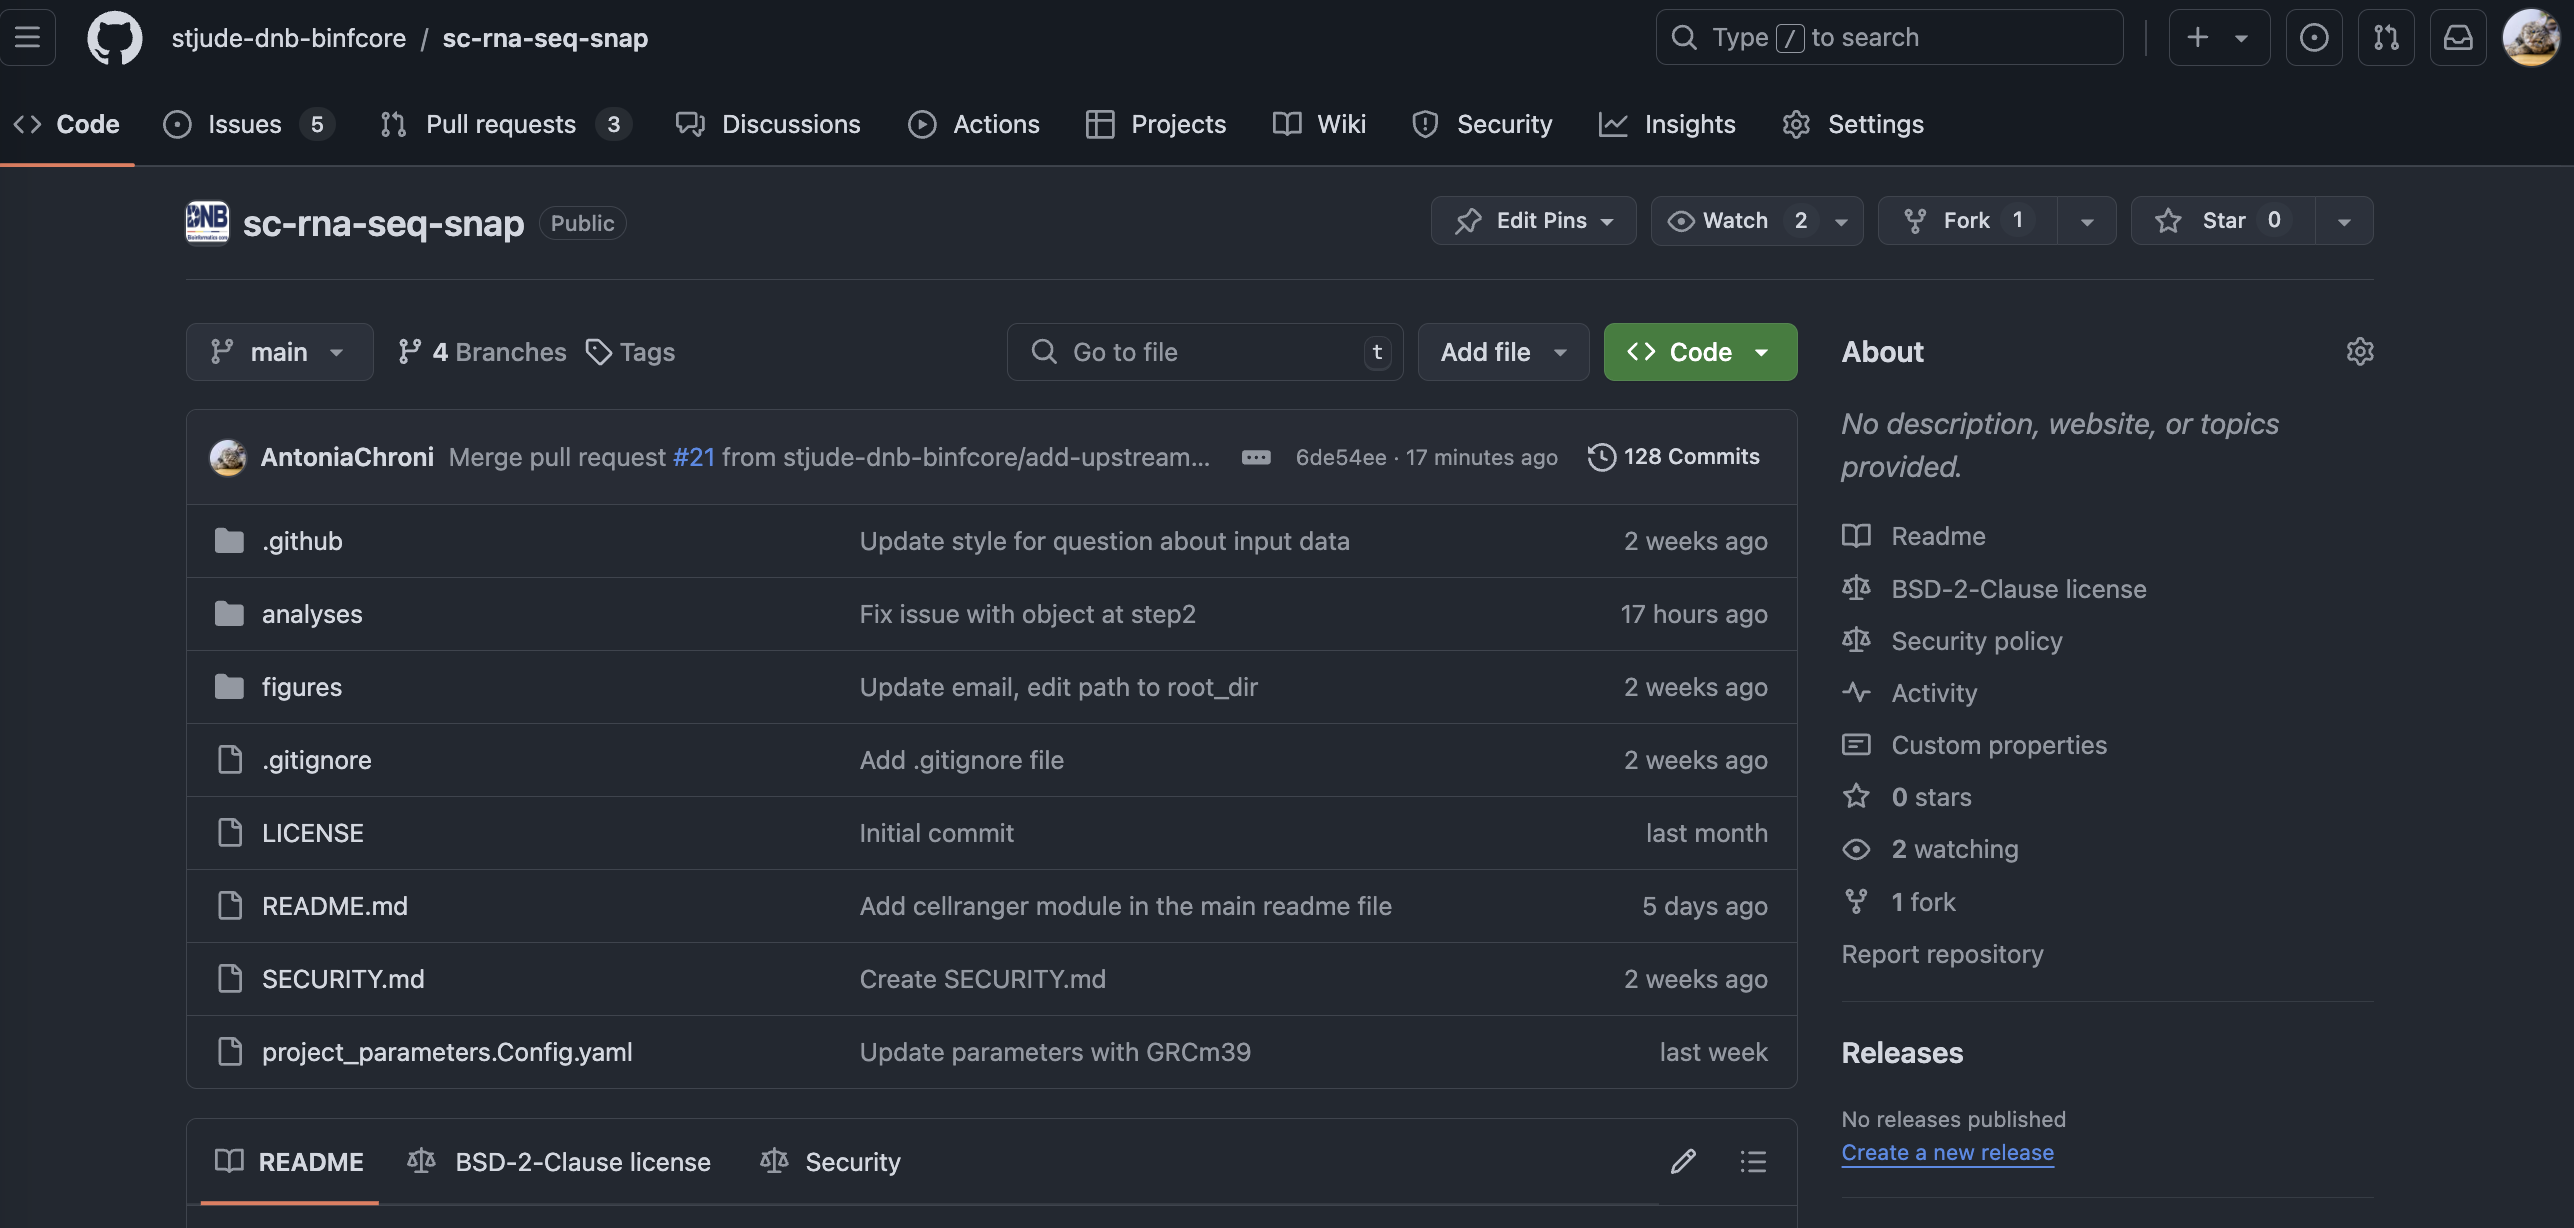 stjude-dnb-binfcore / sc-rna-seq-snap
Type / to search
Code Issues 5 Pull requests 3 Discussions Actions Projects Wiki Security Insights Settings
DNB
sc-rna-seq-snap Public
Edit Pins Watch 2 Fork 1 Star 0
main 4 Branches Tags Go to file t Add file Code
AntoniaChroni Merge pull request #21 from stjude-dnb-binfcore/add-upstream... 6de54ee · 17 minutes ago 128 Commits
.github Update style for question about input data 2 weeks ago
analyses Fix issue with object at step2 17 hours ago
figures Update email, edit path to root_dir 2 weeks ago
.gitignore Add .gitignore file 2 weeks ago
LICENSE Initial commit last month
README.md Add cellranger module in the main readme file 5 days ago
SECURITY.md Create SECURITY.md 2 weeks ago
project_parameters.Config.yaml Update parameters with GRCm39 last week
README BSD-2-Clause license Security
About
No description, website, or topics
provided.
Readme
BSD-2-Clause license
Security policy
Activity
Custom properties
0 stars
2 watching
1 fork
Report repository
Releases
No releases published
Create a new release